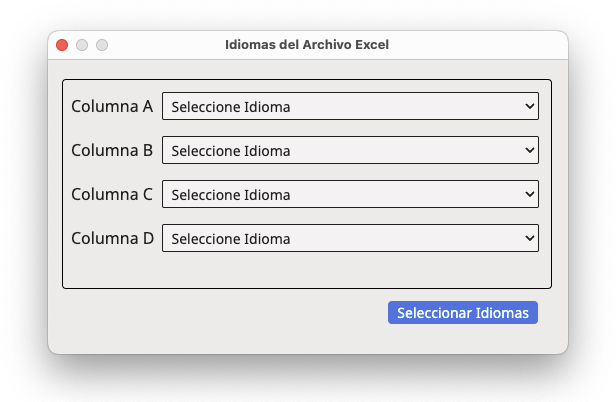 Idiomas del Archivo Excel
Columna A Seleccione Idioma
Columna B Seleccione Idioma
Columna C Seleccione Idioma
Columna D Seleccione Idioma
Seleccionar Idiomas